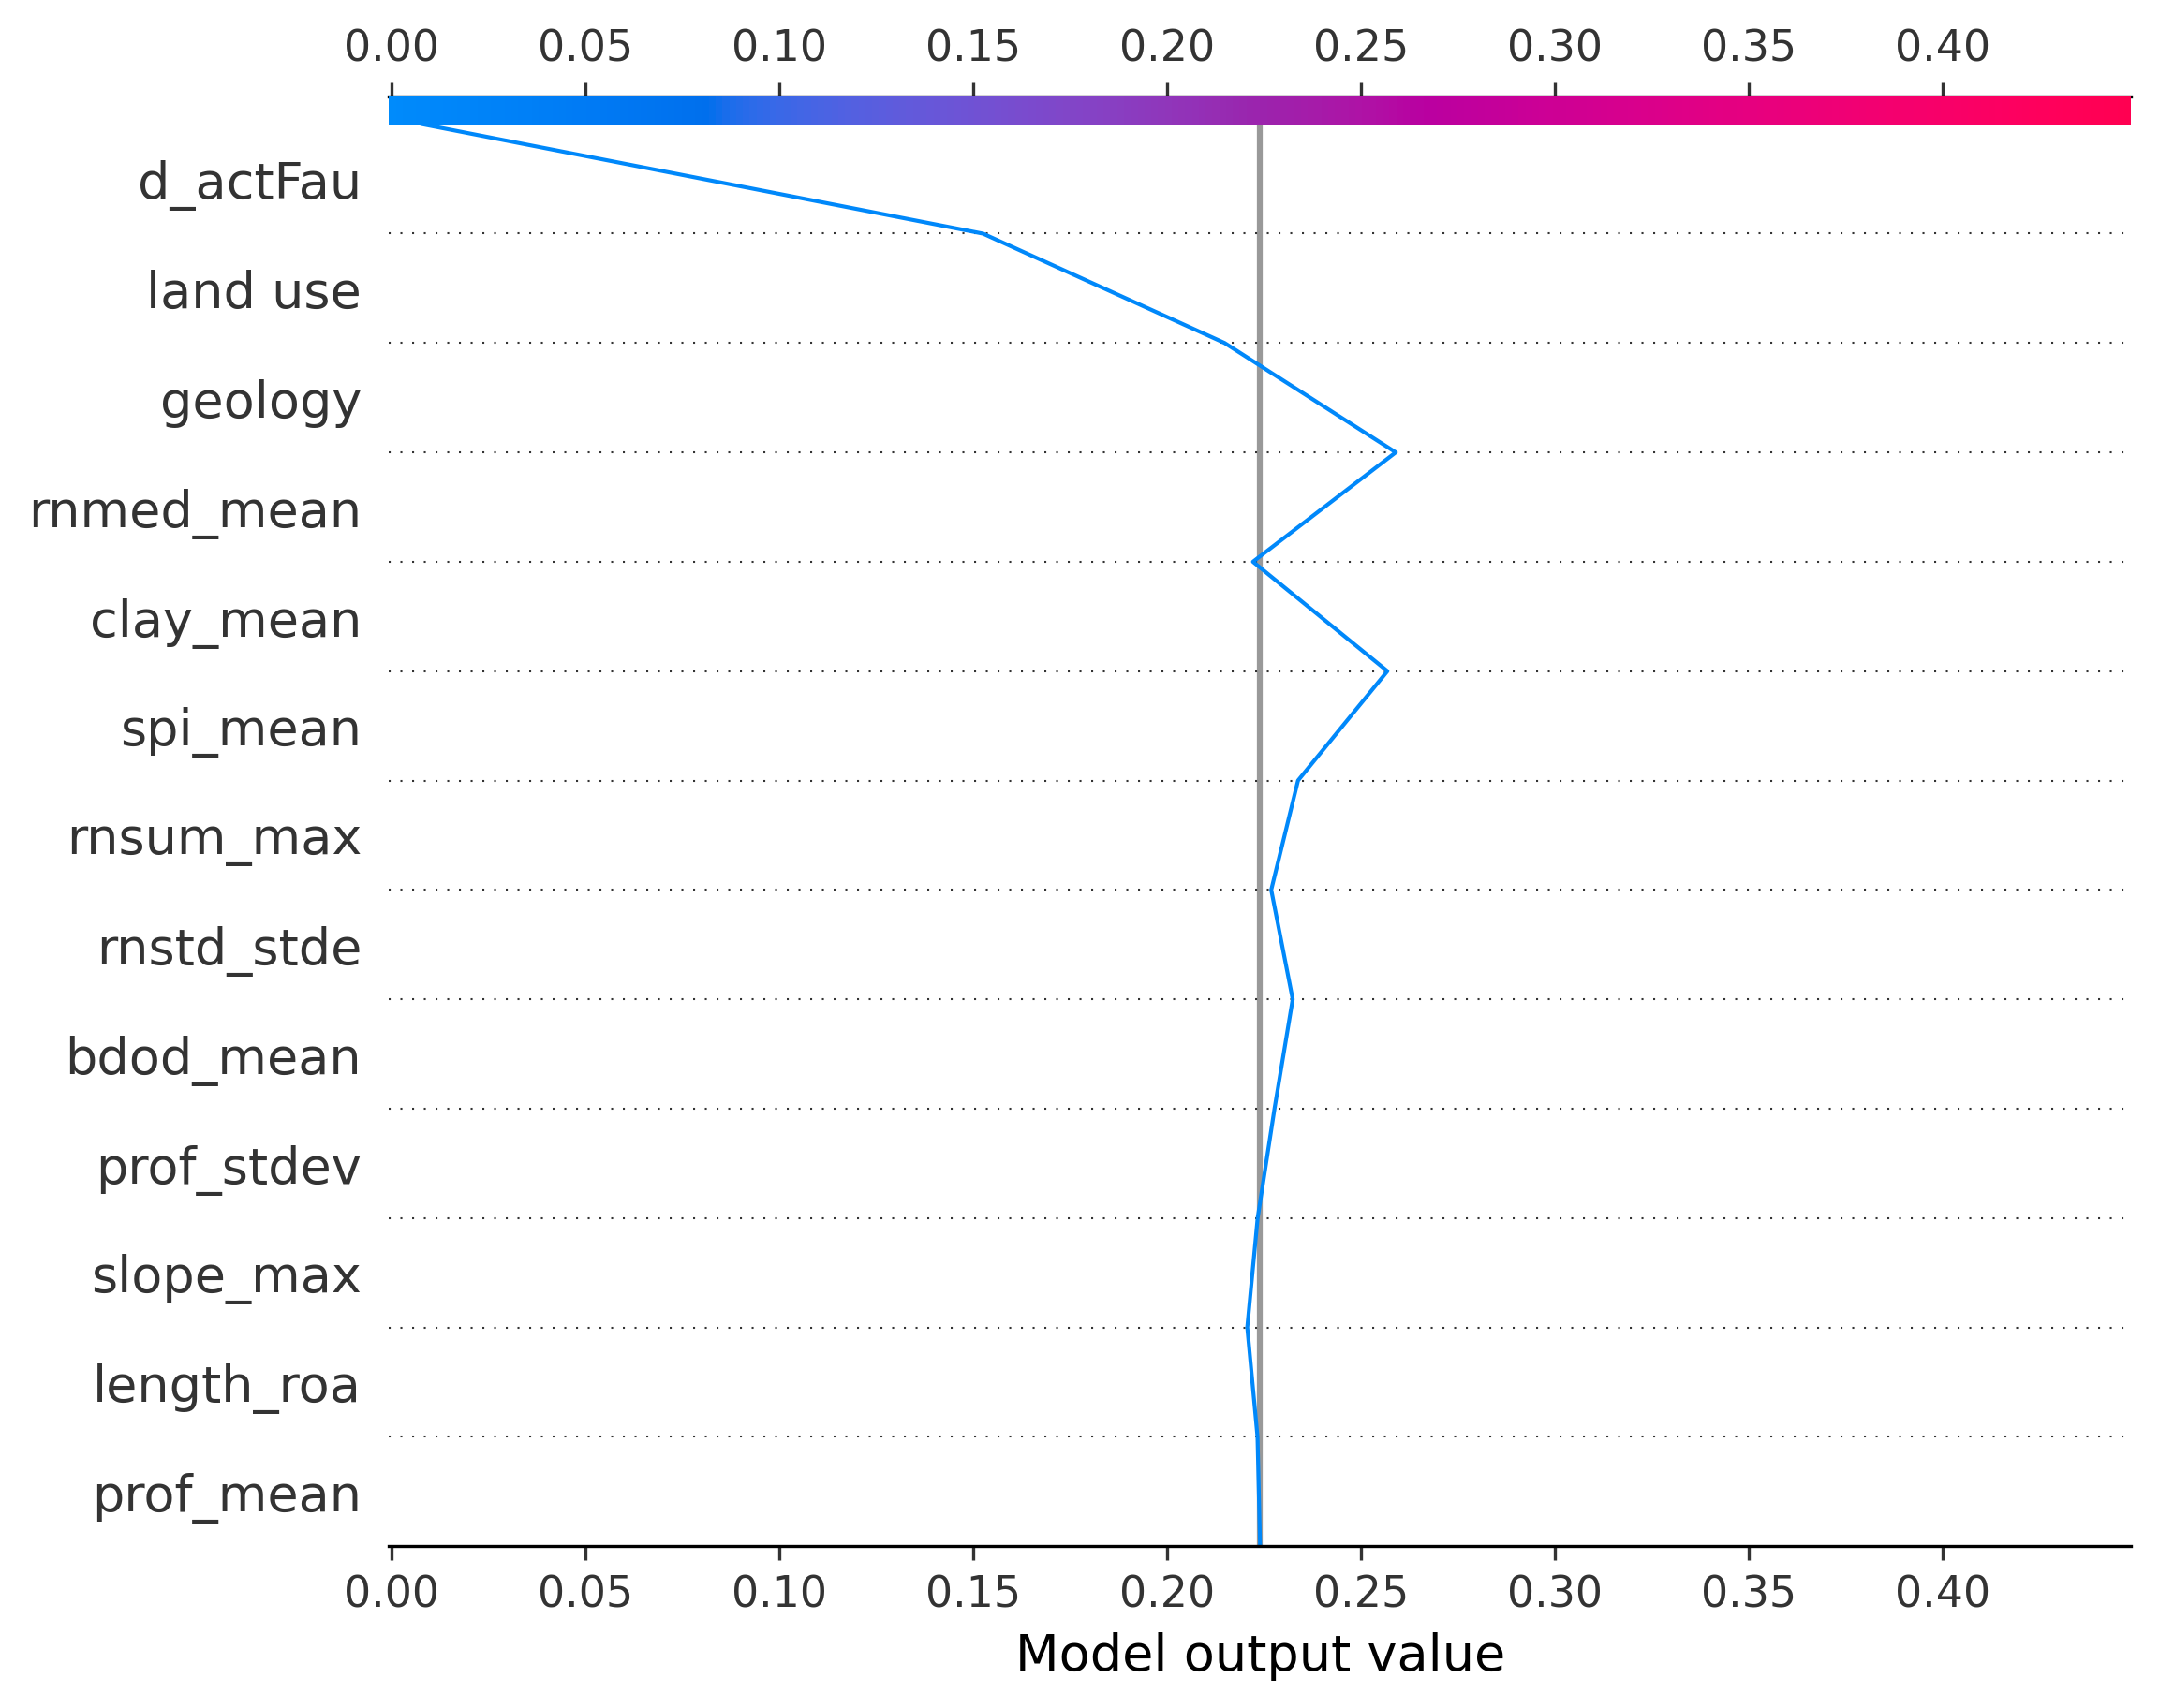 0.00 0.05 0.10 0.15 0.20 0.25 0.30 0.35 0.40
d_actFau
land use
geology
rnmed_mean
clay_mean
spi_mean
rnsum_max
rnstd_stde
bdod_mean
prof_stdev
slope_max
length_roa
prof_mean
0.00 0.05 0.10 0.15 0.20 0.25 0.30 0.35 0.40
Model output value